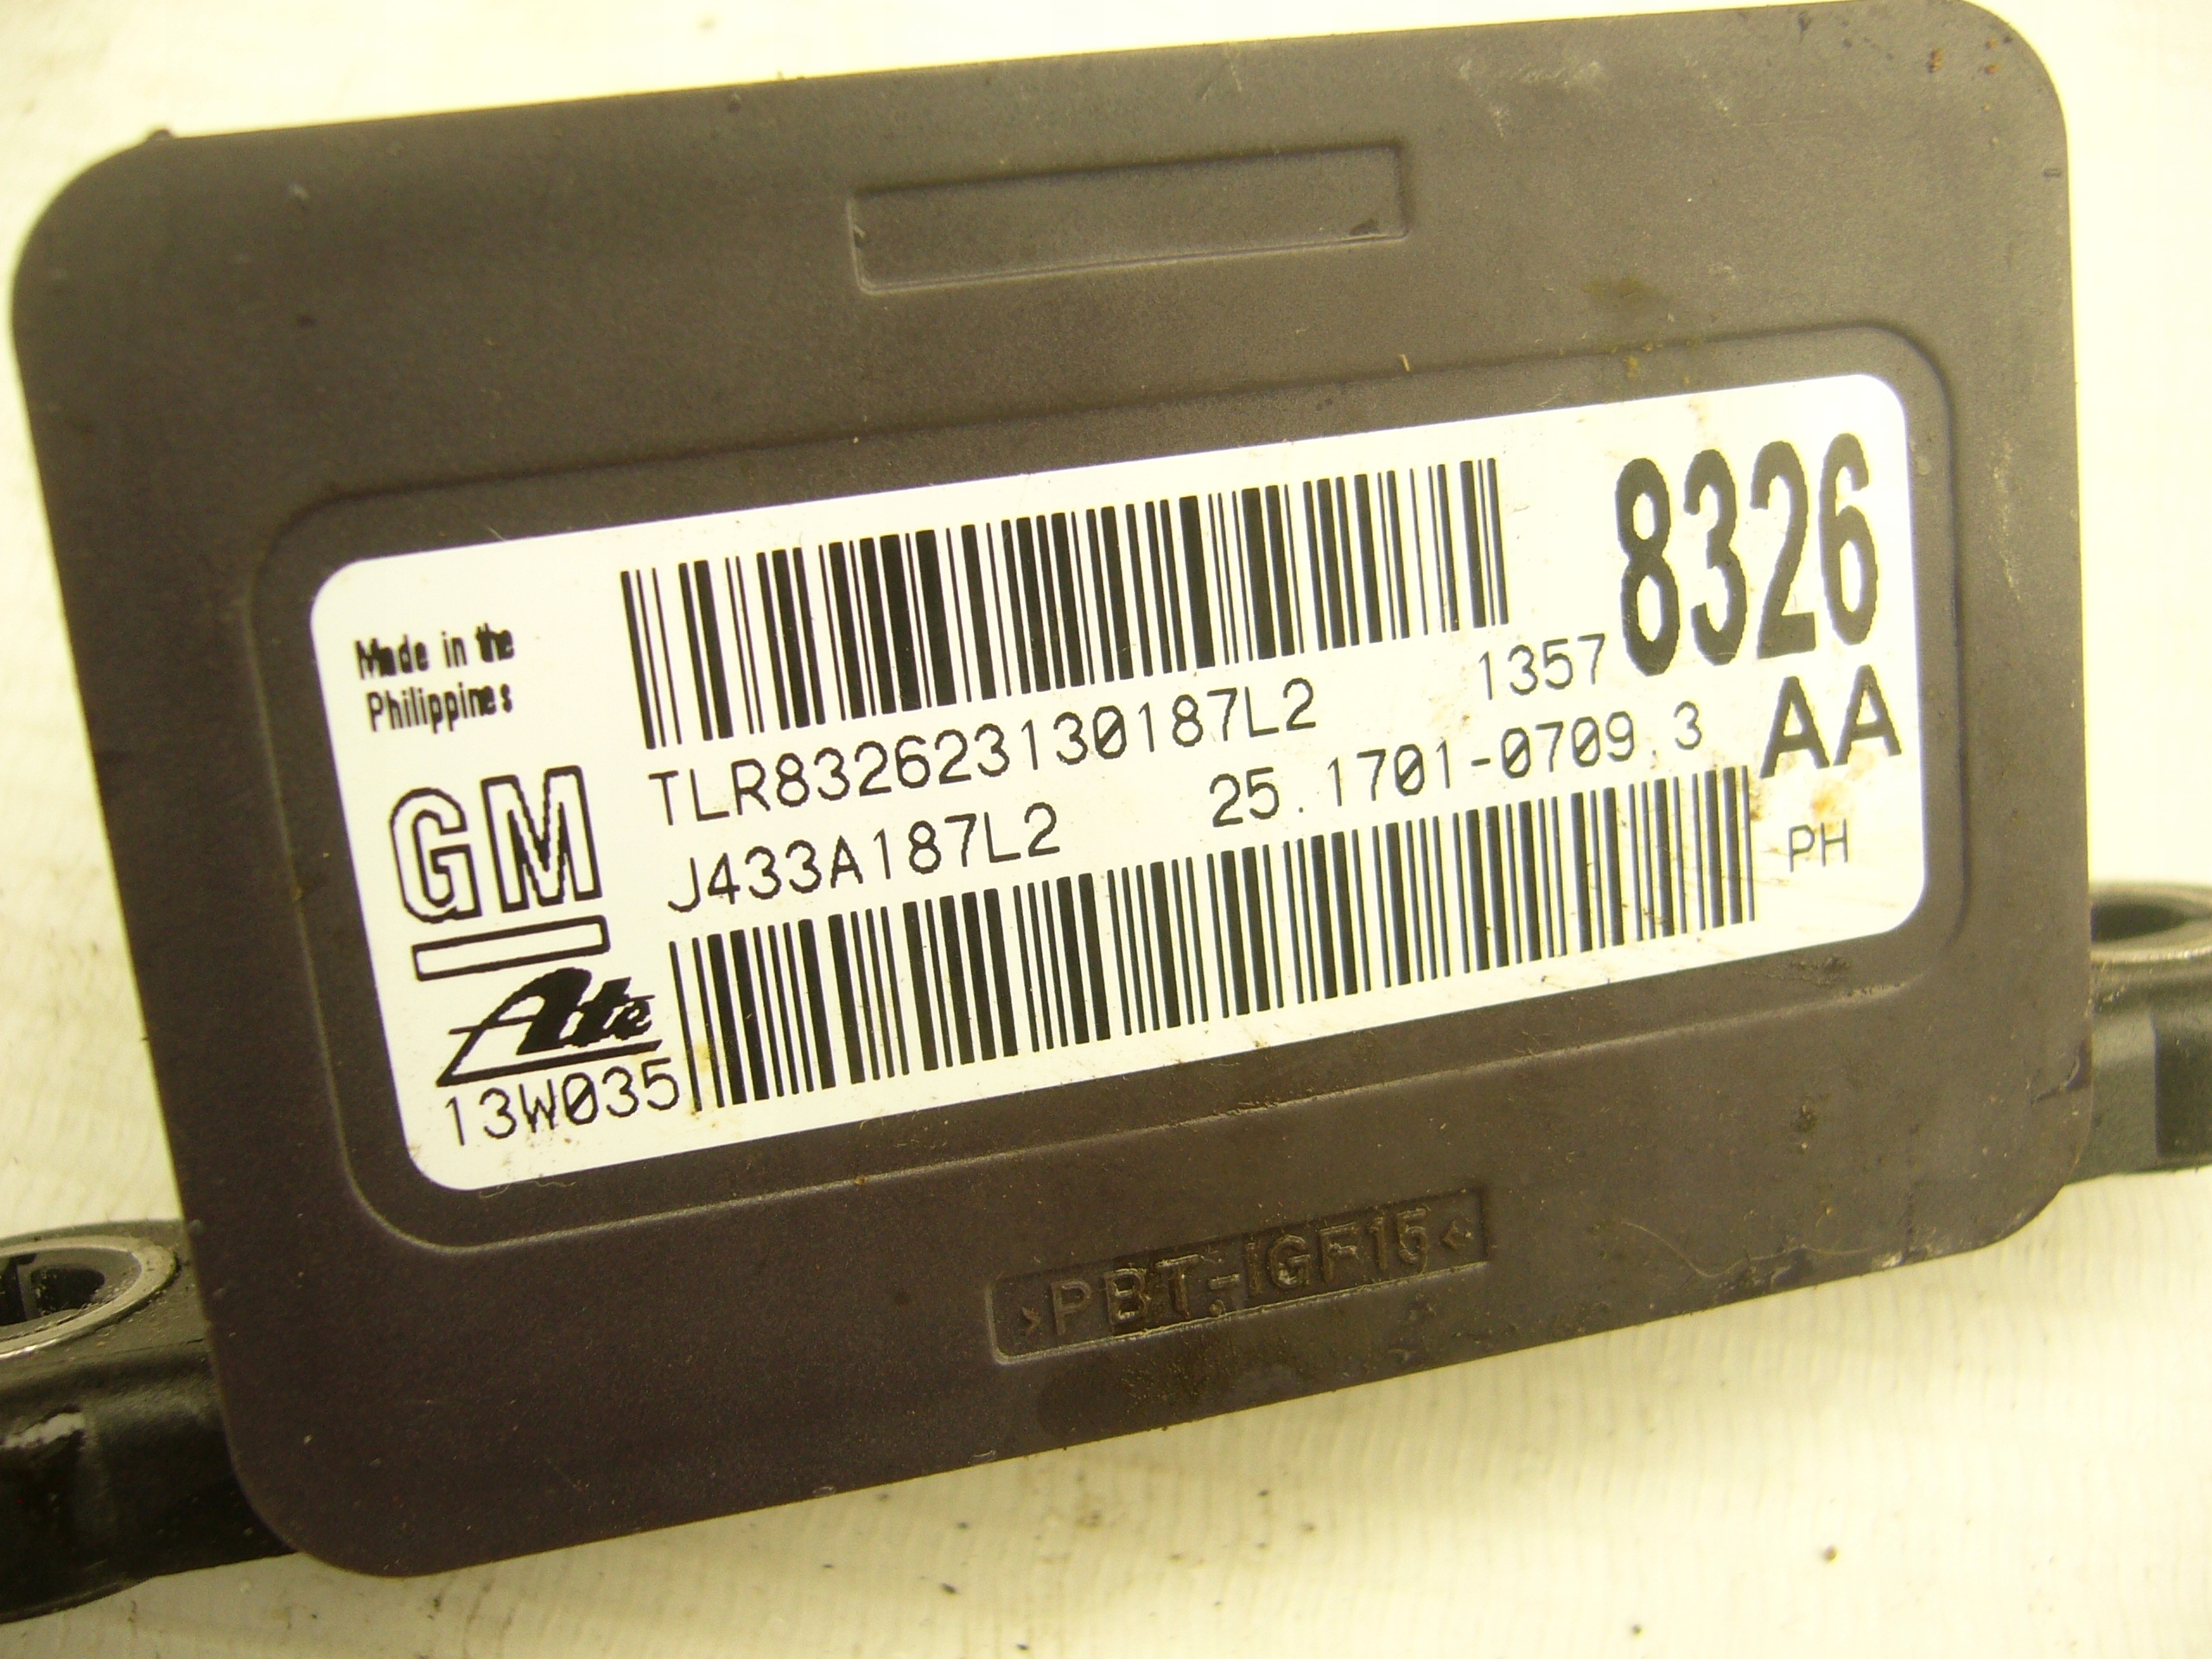 Made in the
Philippines
8326
1357
TLR832623130187L2
AA
J433A187L2 25.1701-0709.3
PH
GM
Ate
13W035
>PBT-IGF15<